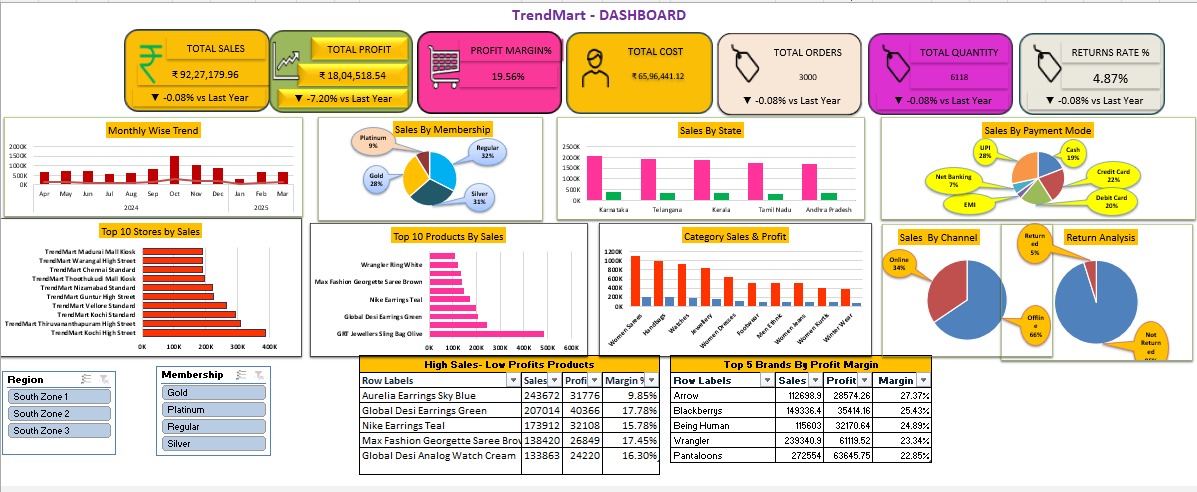 TrendMart - DASHBOARD
TOTAL SALES
₹ 92,27,179.96
▼ -0.08% vs Last Year
TOTAL PROFIT
₹ 18,04,518.54
▼ -7.20% vs Last Year
PROFIT MARGIN%
19.56%
TOTAL COST
₹ 65,96,441.12
TOTAL ORDERS
3000
▼ -0.08% vs Last Year
TOTAL QUANTITY
6118
▼ -0.08% vs Last Year
RETURNS RATE %
4.87%
▼ -0.08% vs Last Year
Monthly Wise Trend
2000K
1500K
1000K
500K
0K
Apr May Jun Jul Aug Sep Oct Nov Dec Jan Feb Mar
2024 2025
Sales By Membership
Platinum
9%
Regular
32%
Gold
28%
Silver
31%
Sales By State
2500K
2000K
1500K
1000K
500K
0K
Karnataka Telangana Kerala Tamil Nadu Andhra Pradesh
Sales By Payment Mode
UPI
28%
Cash
19%
Net Banking
7%
Credit Card
22%
EMI
Debit Card
20%
Top 10 Stores by Sales
TrendMart Madurai Mall Kiosk
TrendMart Warangal High Street
TrendMart Chennai Standard
TrendMart Thoothukudi Mall Kiosk
TrendMart Nizamabad Standard
TrendMart Guntur High Street
TrendMart Vellore Standard
TrendMart Kochi Standard
TrendMart Thiruvananthapuram High Street
TrendMart Kochi High Street
0K 100K 200K 300K 400K
Top 10 Products By Sales
Wrangler Ring White
Max Fashion Georgette Saree Brown
Nike Earrings Teal
Global Desi Earrings Green
GRT Jewellers Sling Bag Olive
0K 100K 200K 300K 400K 500K 600K
Category Sales & Profit
1200K
1000K
800K
600K
400K
200K
0K
Women Sarees Handbags Watches Jewellery Women Dresses Footwear Men Ethnic Women Jeans Women Kurtis Winter Wear
Sales By Channel
Online
34%
Offlin
e
66%
Return Analysis
Return
ed
5%
Not
Return
ed
Region
South Zone 1
South Zone 2
South Zone 3
Membership
Gold
Platinum
Regular
Silver
High Sales- Low Profits Products
Row Labels Sales Profi Margin %
Aurelia Earrings Sky Blue 243672 31776 9.85%
Global Desi Earrings Green 207014 40366 17.78%
Nike Earrings Teal 173912 32108 15.78%
Max Fashion Georgette Saree Brov 138420 26849 17.45%
Global Desi Analog Watch Cream 133863 24220 16.30%
Top 5 Brands By Profit Margin
Row Labels Sales Profit Margin
Arrow 112698.9 28574.26 27.37%
Blackberrys 149336.4 35414.16 25.43%
Being Human 115603 32170.64 24.89%
Wrangler 239340.9 61119.52 23.34%
Pantaloons 272554 63645.75 22.85%